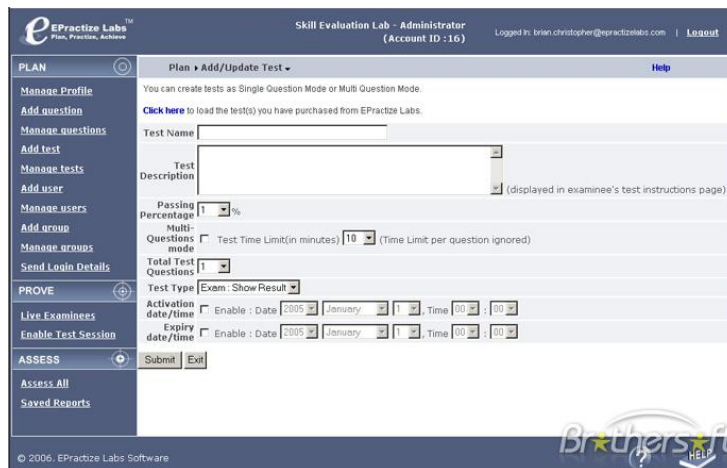 EPractize Labs TM
Plan, Practise, Achieve
Skill Evaluation Lab - Administrator
(Account ID :16)
Logged In: brian.christopher@epractizelabs.com | Logout
PLAN
Manage Profile
Add question
Manage questions
Add test
Manage tests
Add user
Manage users
Add group
Manage groups
Send Login Details
PROVE
Live Examinees
Enable Test Session
ASSESS
Assess All
Saved Reports
Plan Add/Update Test
Help
You can create tests as Single Question Mode or Multi Question Mode.
Click here to load the test(s) you have purchased from EPractize Labs.
Test Name
Test
Description
(displayed in examinee's test instructions page)
Passing
Percentage 1 %
Multi-
Questions
mode
Test Time Limit(in minutes) 10 (Time Limit per question ignored)
Total Test
Questions 1
Test Type Exam : Show Result
Activation
date/time
Enable : Date 2005 January 1 , Time 00 : 00
Expiry
date/time
Enable : Date 2005 January 1 , Time 00 : 00
Submit Exit
© 2006. EPractize Labs Software
Brothersoft
? HELP